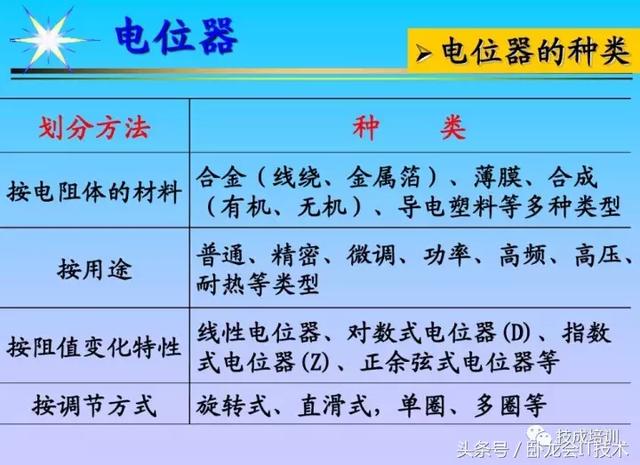 电位器
➢电位器的种类
划分方法
种 类
按电阻体的材料
合金（线绕、金属箔）、薄膜、合成
（有机、无机）、导电塑料等多种类型
按用途
普通、精密、微调、功率、高频、高压、
耐热等类型
按阻值变化特性
线性电位器、对数式电位器(D)、指数
式电位器(Z)、正余弦式电位器等
按调节方式
旋转式、直滑式，单圈、多圈等
技成培训
头条号／卧龙会IT技术